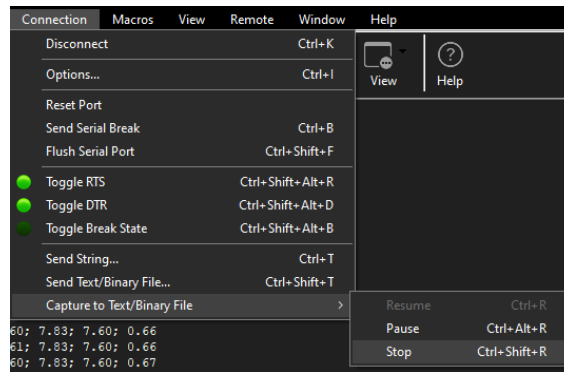 Connection Macros View Remote Window Help
Disconnect Ctrl+K
Options... Ctrl+I
View Help
Reset Port
Send Serial Break Ctrl+B
Flush Serial Port Ctrl+Shift+F
Toggle RTS Ctrl+Shift+Alt+R
Toggle DTR Ctrl+Shift+Alt+D
Toggle Break State Ctrl+Shift+Alt+B
Send String... Ctrl+T
Send Text/Binary File... Ctrl+Shift+T
Capture to Text/Binary File >
Resume Ctrl+R
Pause Ctrl+Alt+R
Stop Ctrl+Shift+R
60; 7.83; 7.60; 0.66
61; 7.83; 7.60; 0.66
60; 7.83; 7.60; 0.67